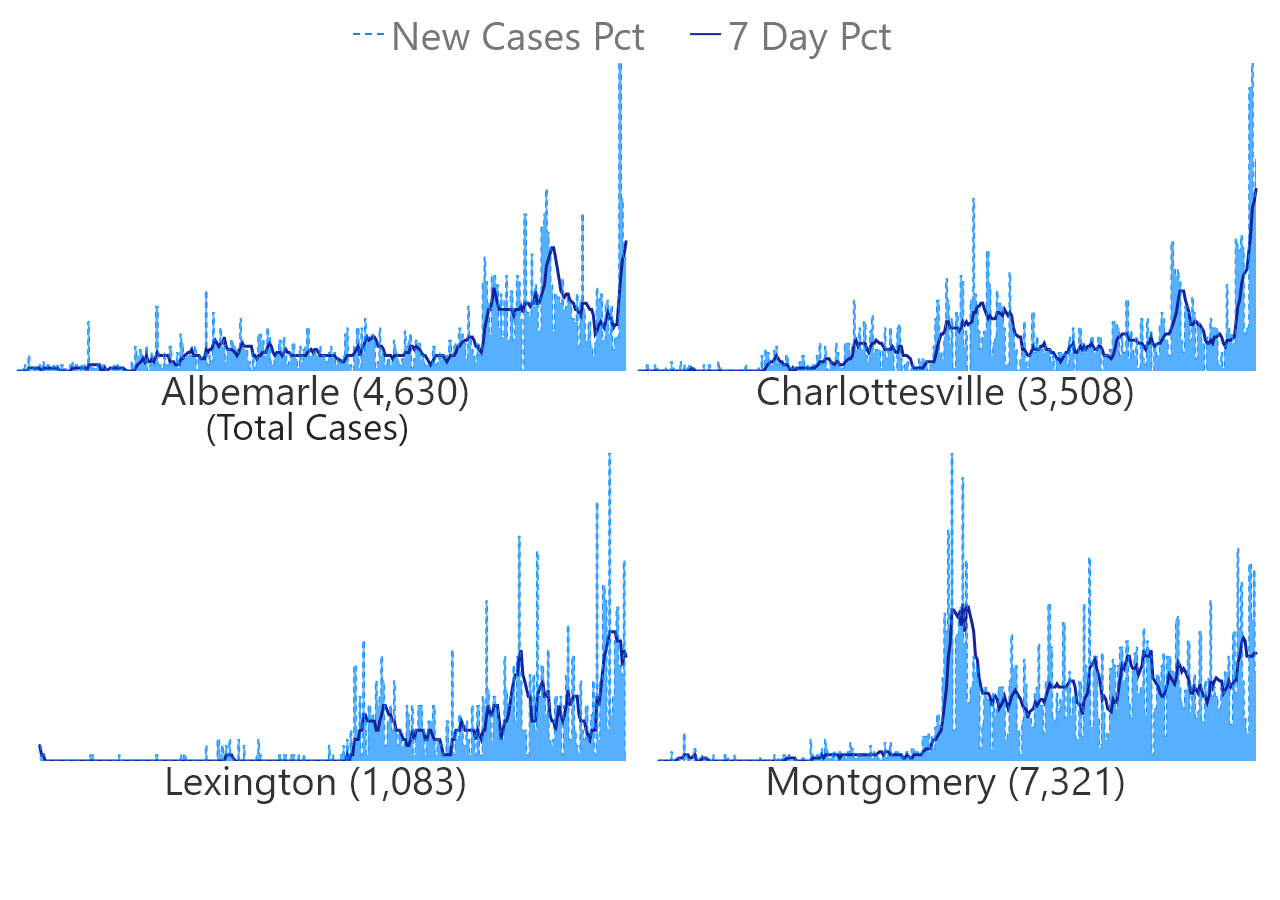 New Cases Pct 7 Day Pct
Albemarle (4,630)
(Total Cases)
Charlottesville (3,508)
Lexington (1,083)
Montgomery (7,321)